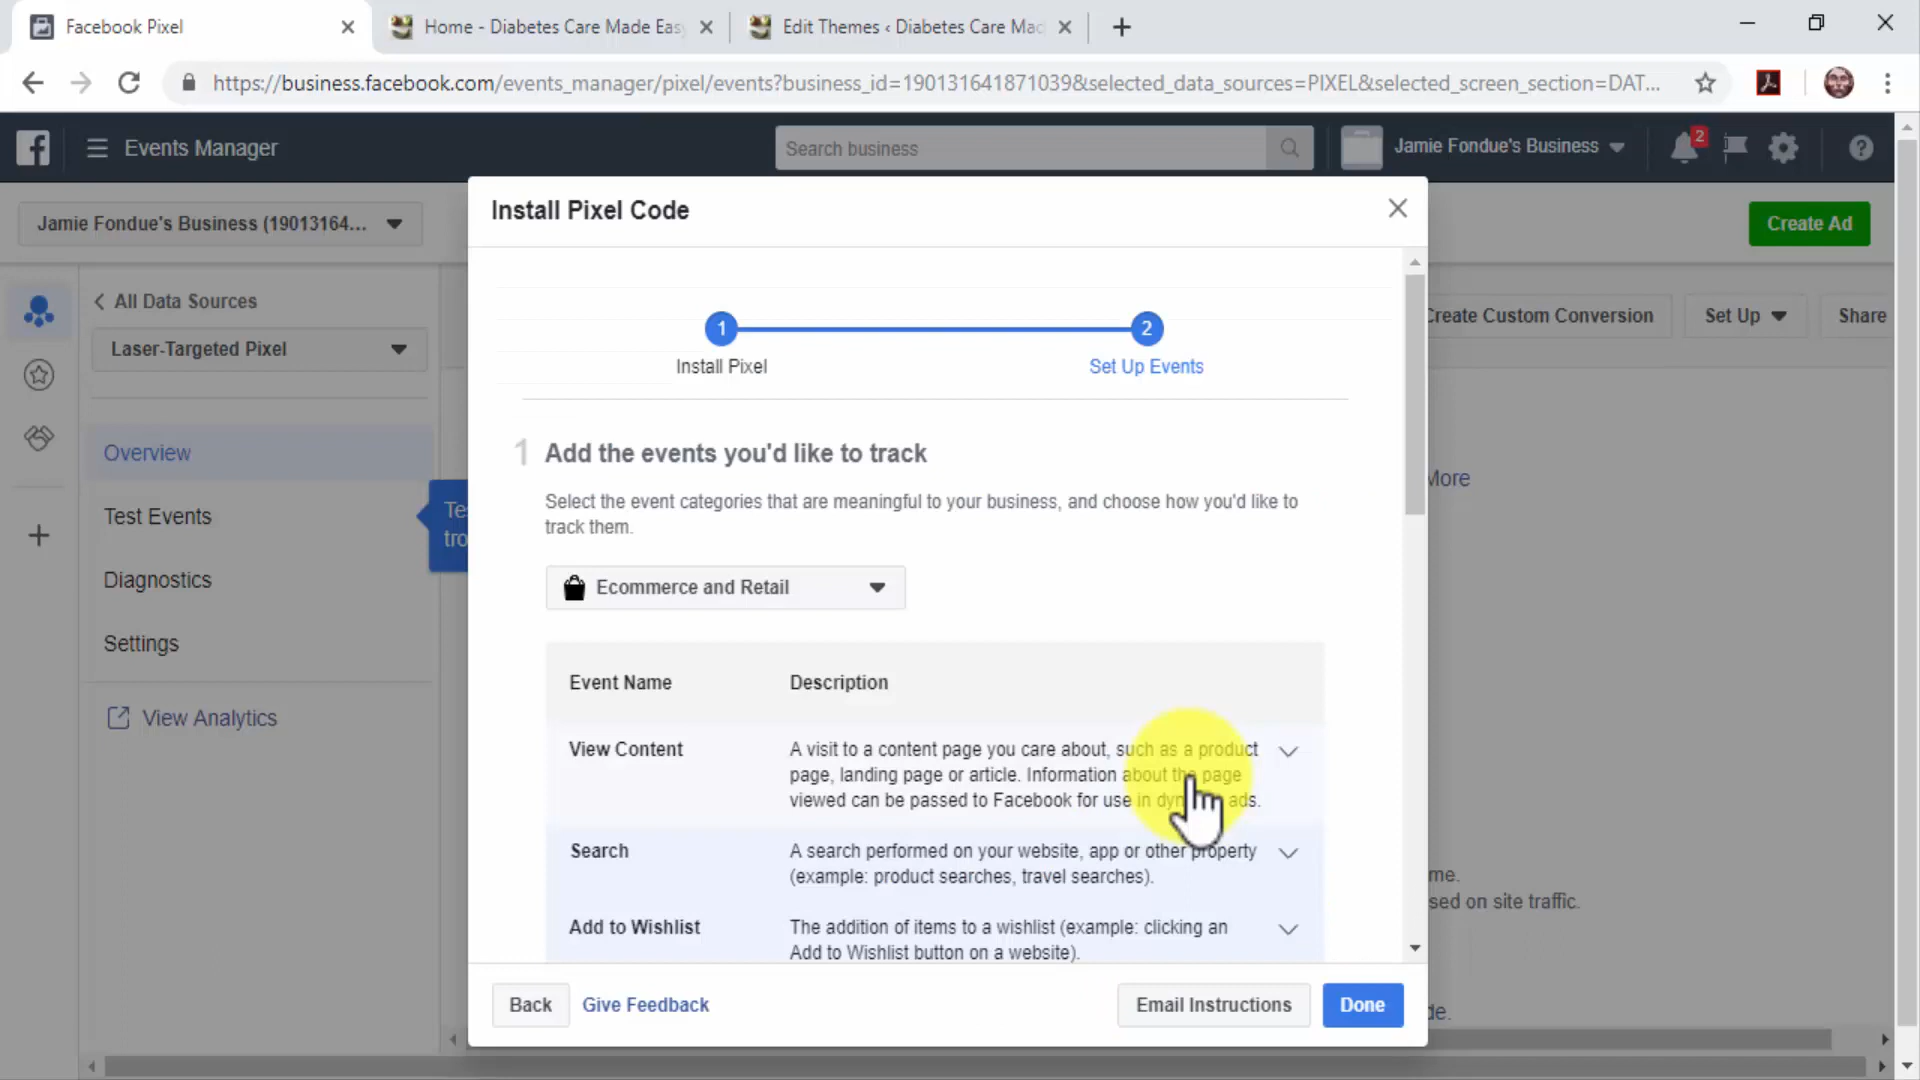 Facebook Pixel
Home - Diabetes Care Made Eas
Edit Themes ‹ Diabetes Care Mad
https://business.facebook.com/events_manager/pixel/events?business_id=190131641871039&selected_data_sources=PIXEL&selected_screen_section=DAT...
Events Manager
Search business
Jamie Fondue's Business
2
Jamie Fondue's Business (19013164...
Create Ad
All Data Sources
Laser-Targeted Pixel
Create Custom Conversion
Set Up
Share
Overview
Test Events
Diagnostics
Settings
View Analytics
Te
tro
More
me.
sed on site traffic.
de.
Install Pixel Code
1
2
Install Pixel
Set Up Events
1 Add the events you'd like to track
Select the event categories that are meaningful to your business, and choose how you'd like to
track them.
Ecommerce and Retail
Event Name
Description
View Content
A visit to a content page you care about, such as a product
page, landing page or article. Information about the page
viewed can be passed to Facebook for use in dyn ads.
Search
A search performed on your website, app or other property
(example: product searches, travel searches).
Add to Wishlist
The addition of items to a wishlist (example: clicking an
Add to Wishlist button on a website).
Back
Give Feedback
Email Instructions
Done